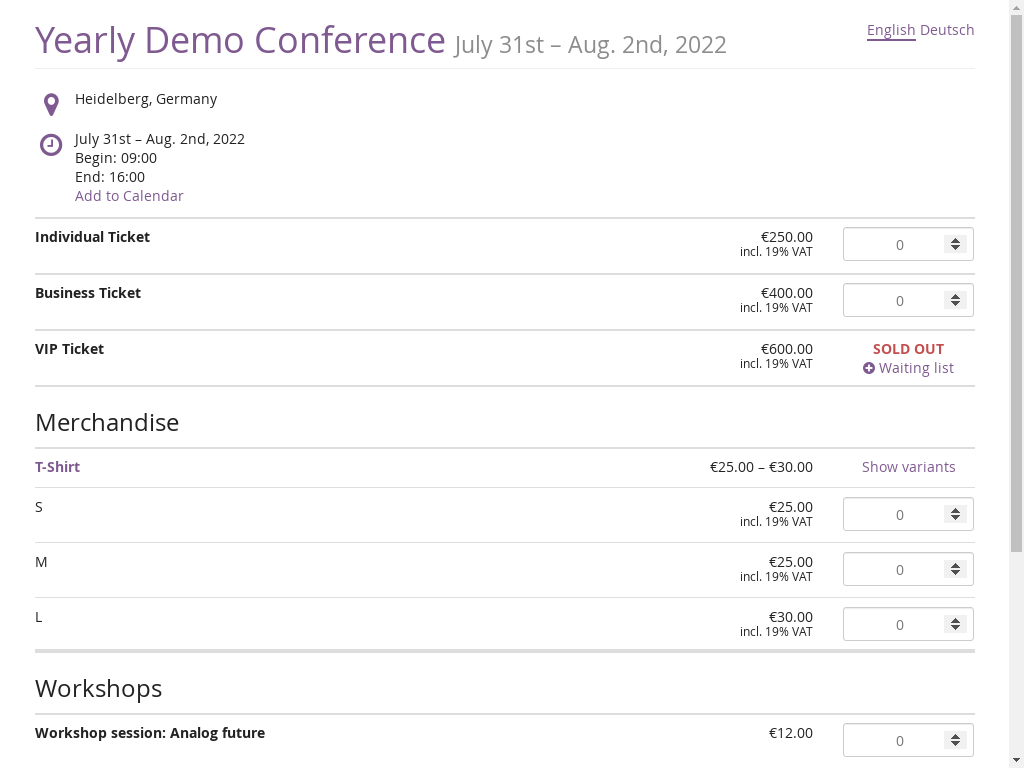 Yearly Demo Conference July 31st – Aug. 2nd, 2022
English Deutsch
Heidelberg, Germany
July 31st – Aug. 2nd, 2022
Begin: 09:00
End: 16:00
Add to Calendar
Individual Ticket €250.00 0
incl. 19% VAT
Business Ticket €400.00 0
incl. 19% VAT
VIP Ticket €600.00 SOLD OUT
incl. 19% VAT Waiting list
Merchandise
T-Shirt €25.00 – €30.00 Show variants
S €25.00 0
incl. 19% VAT
M €25.00 0
incl. 19% VAT
L €30.00 0
incl. 19% VAT
Workshops
Workshop session: Analog future €12.00 0